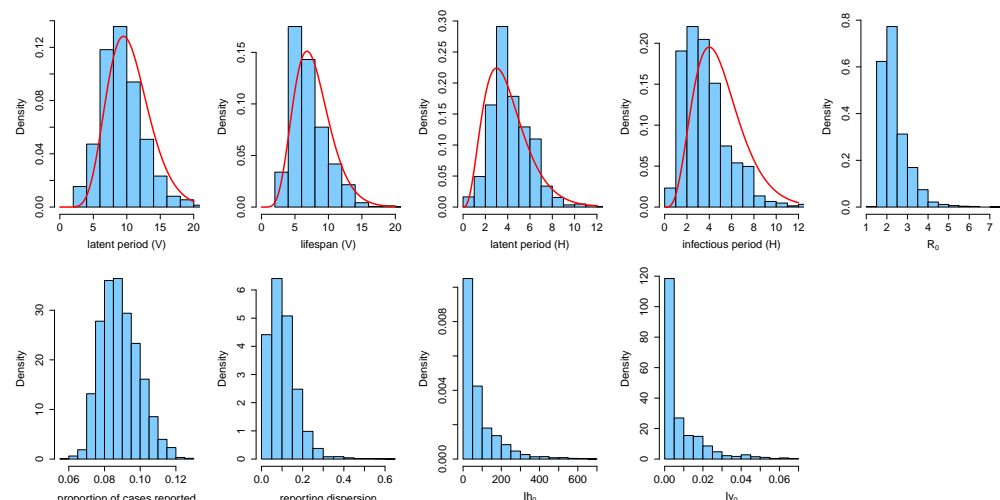 Density
0.00 0.04 0.08 0.12
0 5 10 15 20
latent period (V)
Density
0.00 0.05 0.10 0.15
0 5 10 15 20
lifespan (V)
Density
0.00 0.05 0.10 0.15 0.20 0.25 0.30
0 2 4 6 8 10 12
latent period (H)
Density
0.00 0.05 0.10 0.15 0.20
0 2 4 6 8 10 12
infectious period (H)
Density
0.0 0.2 0.4 0.6 0.8
1 2 3 4 5 6 7
R₀
Density
0 10 20 30
0.06 0.08 0.10 0.12
proportion of cases reported
Density
0 1 2 3 4 5 6
0.0 0.2 0.4 0.6
reporting dispersion
Density
0.000 0.004 0.008
0 200 400 600
Ih₀
Density
0 20 40 60 80 100 120
0.00 0.02 0.04 0.06
Iv₀